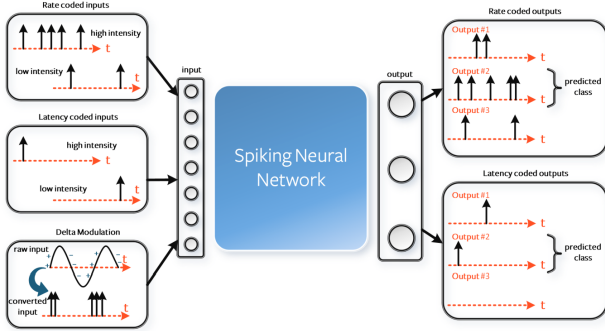 Rate coded inputs
high intensity
t
low intensity
t
Latency coded inputs
high intensity
t
low intensity
t
Delta Modulation
raw input
+ + - - - - + + + + - -
t
converted
input
t
input
Spiking Neural
Network
output
Rate coded outputs
Output #1
t
Output #2
t
predicted
class
Output #3
t
Latency coded outputs
Output #1
t
Output #2
t
predicted
class
Output #3
t